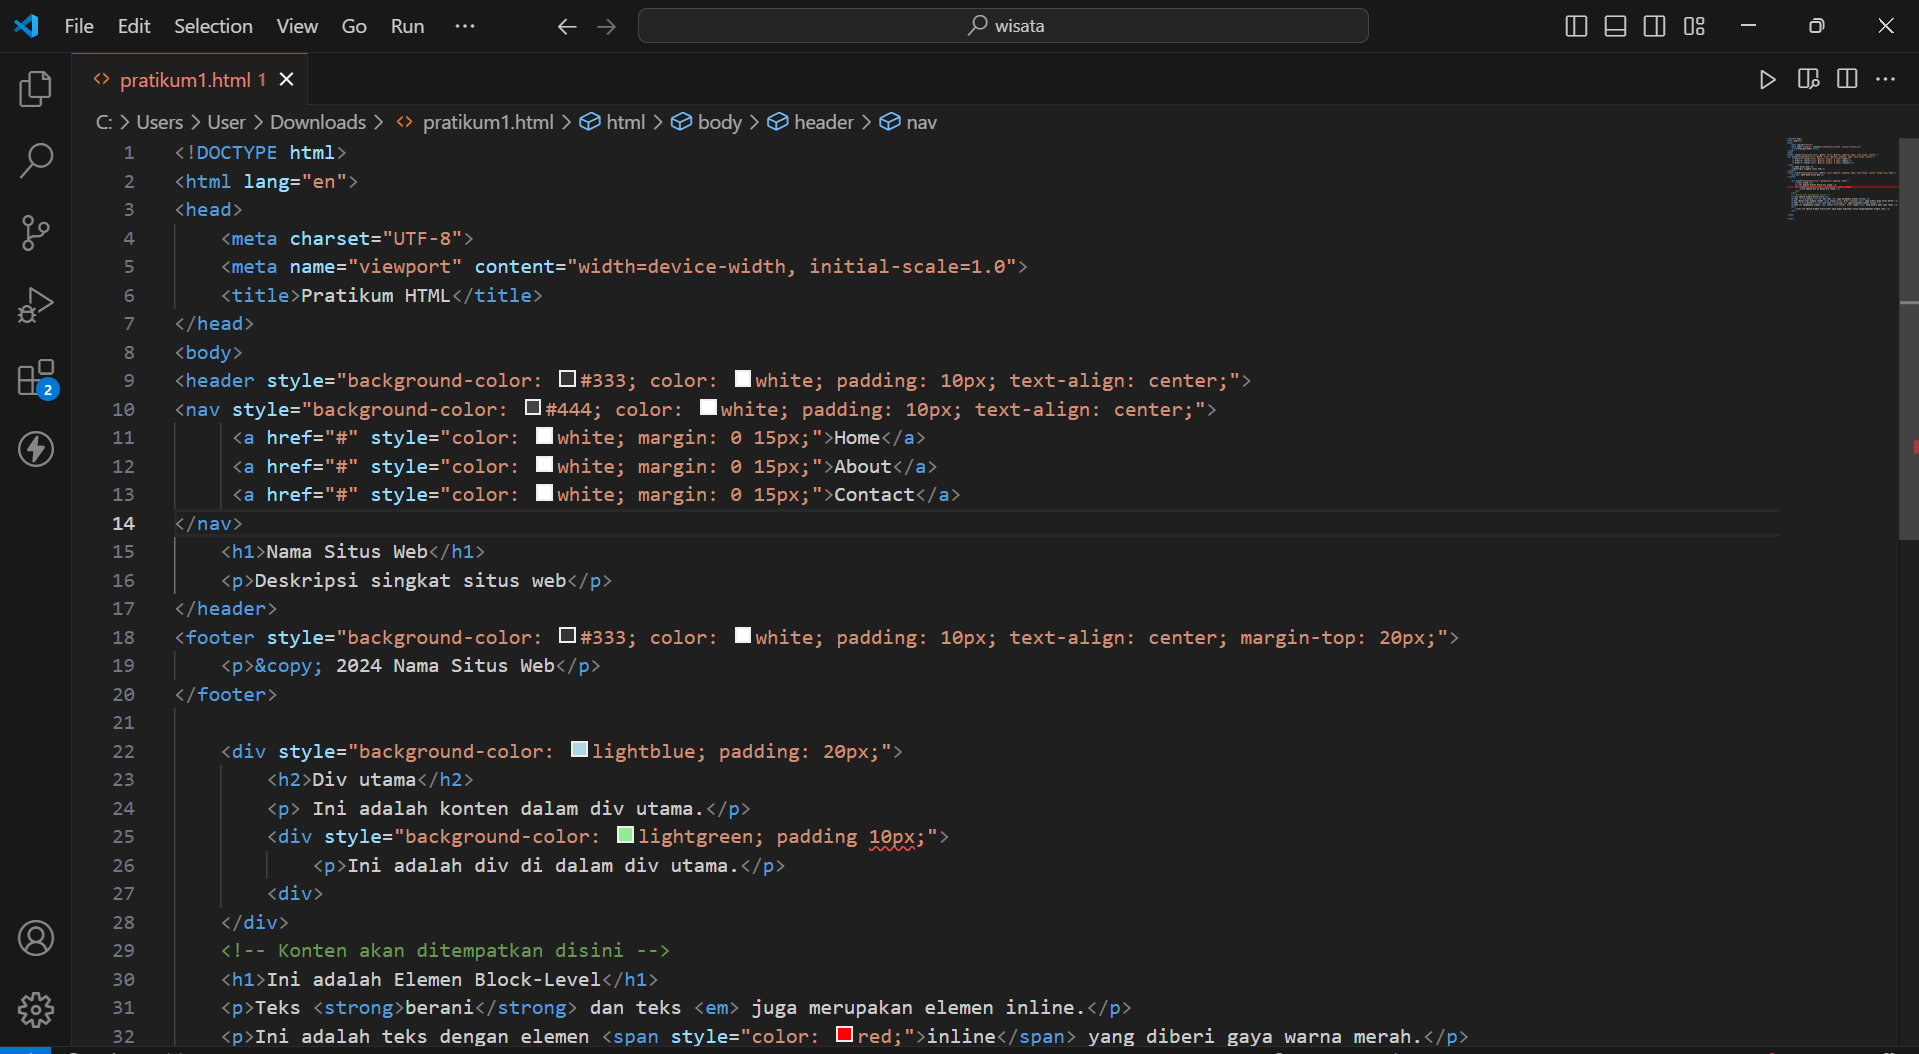 File Edit Selection View Go Run ··· wisata
pratikum1.html 1
C: > Users > User > Downloads > pratikum1.html > html > body > header > nav
1 <!DOCTYPE html>
2 <html lang="en">
3 <head>
4 <meta charset="UTF-8">
5 <meta name="viewport" content="width=device-width, initial-scale=1.0">
6 <title>Pratikum HTML</title>
7 </head>
8 <body>
9 <header style="background-color: #333; color: white; padding: 10px; text-align: center;">
10 <nav style="background-color: #444; color: white; padding: 10px; text-align: center;">
11 <a href="#" style="color: white; margin: 0 15px;">Home</a>
12 <a href="#" style="color: white; margin: 0 15px;">About</a>
13 <a href="#" style="color: white; margin: 0 15px;">Contact</a>
14 </nav>
15 <h1>Nama Situs Web</h1>
16 <p>Deskripsi singkat situs web</p>
17 </header>
18 <footer style="background-color: #333; color: white; padding: 10px; text-align: center; margin-top: 20px;">
19 <p>&copy; 2024 Nama Situs Web</p>
20 </footer>
21
22 <div style="background-color: lightblue; padding: 20px;">
23 <h2>Div utama</h2>
24 <p> Ini adalah konten dalam div utama.</p>
25 <div style="background-color: lightgreen; padding 10px;">
26 <p>Ini adalah div di dalam div utama.</p>
27 <div>
28 </div>
29 <!-- Konten akan ditempatkan disini -->
30 <h1>Ini adalah Elemen Block-Level</h1>
31 <p>Teks <strong>berani</strong> dan teks <em> juga merupakan elemen inline.</p>
32 <p>Ini adalah teks dengan elemen <span style="color: red;">inline</span> yang diberi gaya warna merah.</p>
2